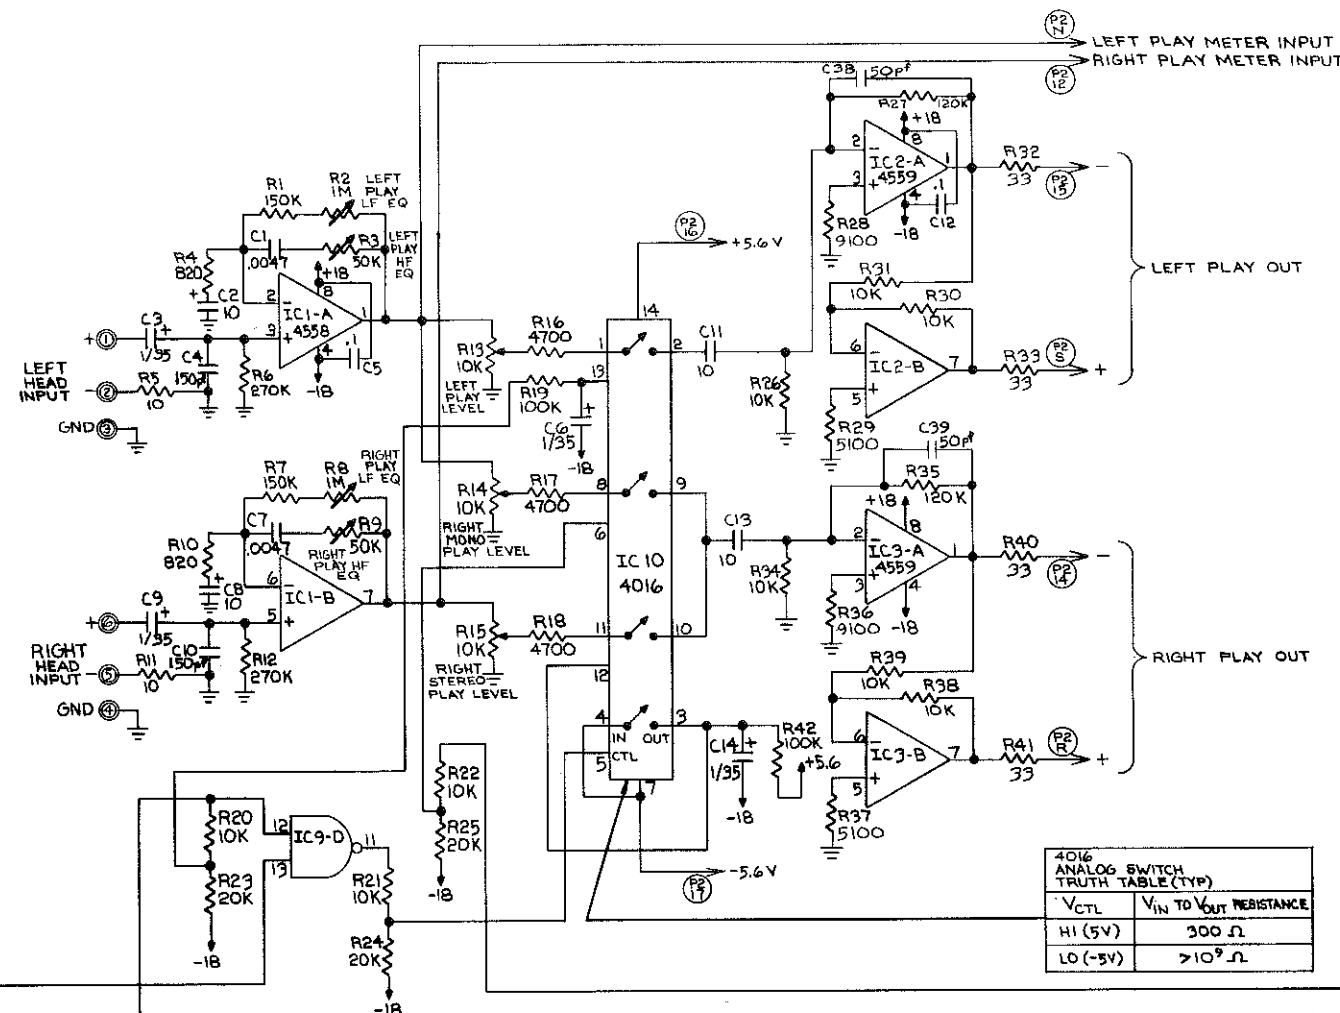 P2 N
LEFT PLAY METER INPUT
RIGHT PLAY METER INPUT
P2 12
C38 50pf
R27 120K
+18
8
2
IC2-A
4559
1
3
4
.1
C12
-18
R28
9100
R32
33
P2 15
-
R1
150K
R2
1M
LEFT
PLAY
LF EQ
C1
.0047
R3
50K
LEFT
PLAY
HF
EQ
R4
820
+
C2
10
+18
8
2
IC1-A
4558
1
3
4
.1
C5
-18
C3
+
1/35
+ 1
C4
150pf
R6
270K
LEFT
HEAD
INPUT
- 2
R5
10
GND 3
P2 16
+5.6 V
R31
10K
R30
10K
LEFT PLAY OUT
6
IC2-B
7
5
R33
33
P2 S
+
R29
5100
R13
10K
LEFT
PLAY
LEVEL
R16
4700
1
14
2
C11
10
R26
10K
13
R19
100K
+
C6
1/35
-18
C39
50pf
R35
120K
+18
8
2
IC3-A
4559
1
3
4
-18
R36
9100
R40
33
P2 14
-
R7
150K
R8
1M
RIGHT
PLAY
LF EQ
C7
.0047
R9
50K
RIGHT
PLAY HF
EQ
R10
820
+
C8
10
6
IC1-B
7
5
C9
+
1/35
+ 6
C10
150pf
R12
270K
RIGHT
HEAD
INPUT
- 5
R11
10
GND 4
R14
10K
RIGHT
MONO
PLAY LEVEL
R17
4700
8
9
6
IC10
4016
C13
10
R34
10K
R15
10K
RIGHT
STEREO
PLAY LEVEL
R18
4700
11
10
12
4
3
IN
OUT
CTL
5
7
C14
+
1/35
-18
R42
100K
+5.6
R39
10K
R38
10K
RIGHT PLAY OUT
6
IC3-B
7
5
R41
33
P2 R
+
R37
5100
R22
10K
R25
20K
-18
R20
10K
12
IC9-D
11
13
R23
20K
-18
R21
10K
R24
20K
-18
-5.6 V
P2 17
4016
ANALOG SWITCH
TRUTH TABLE (TYP)
VCTL VIN TO VOUT RESISTANCE
HI (5V) 300 Ω
LO (-5V) >10⁹ Ω